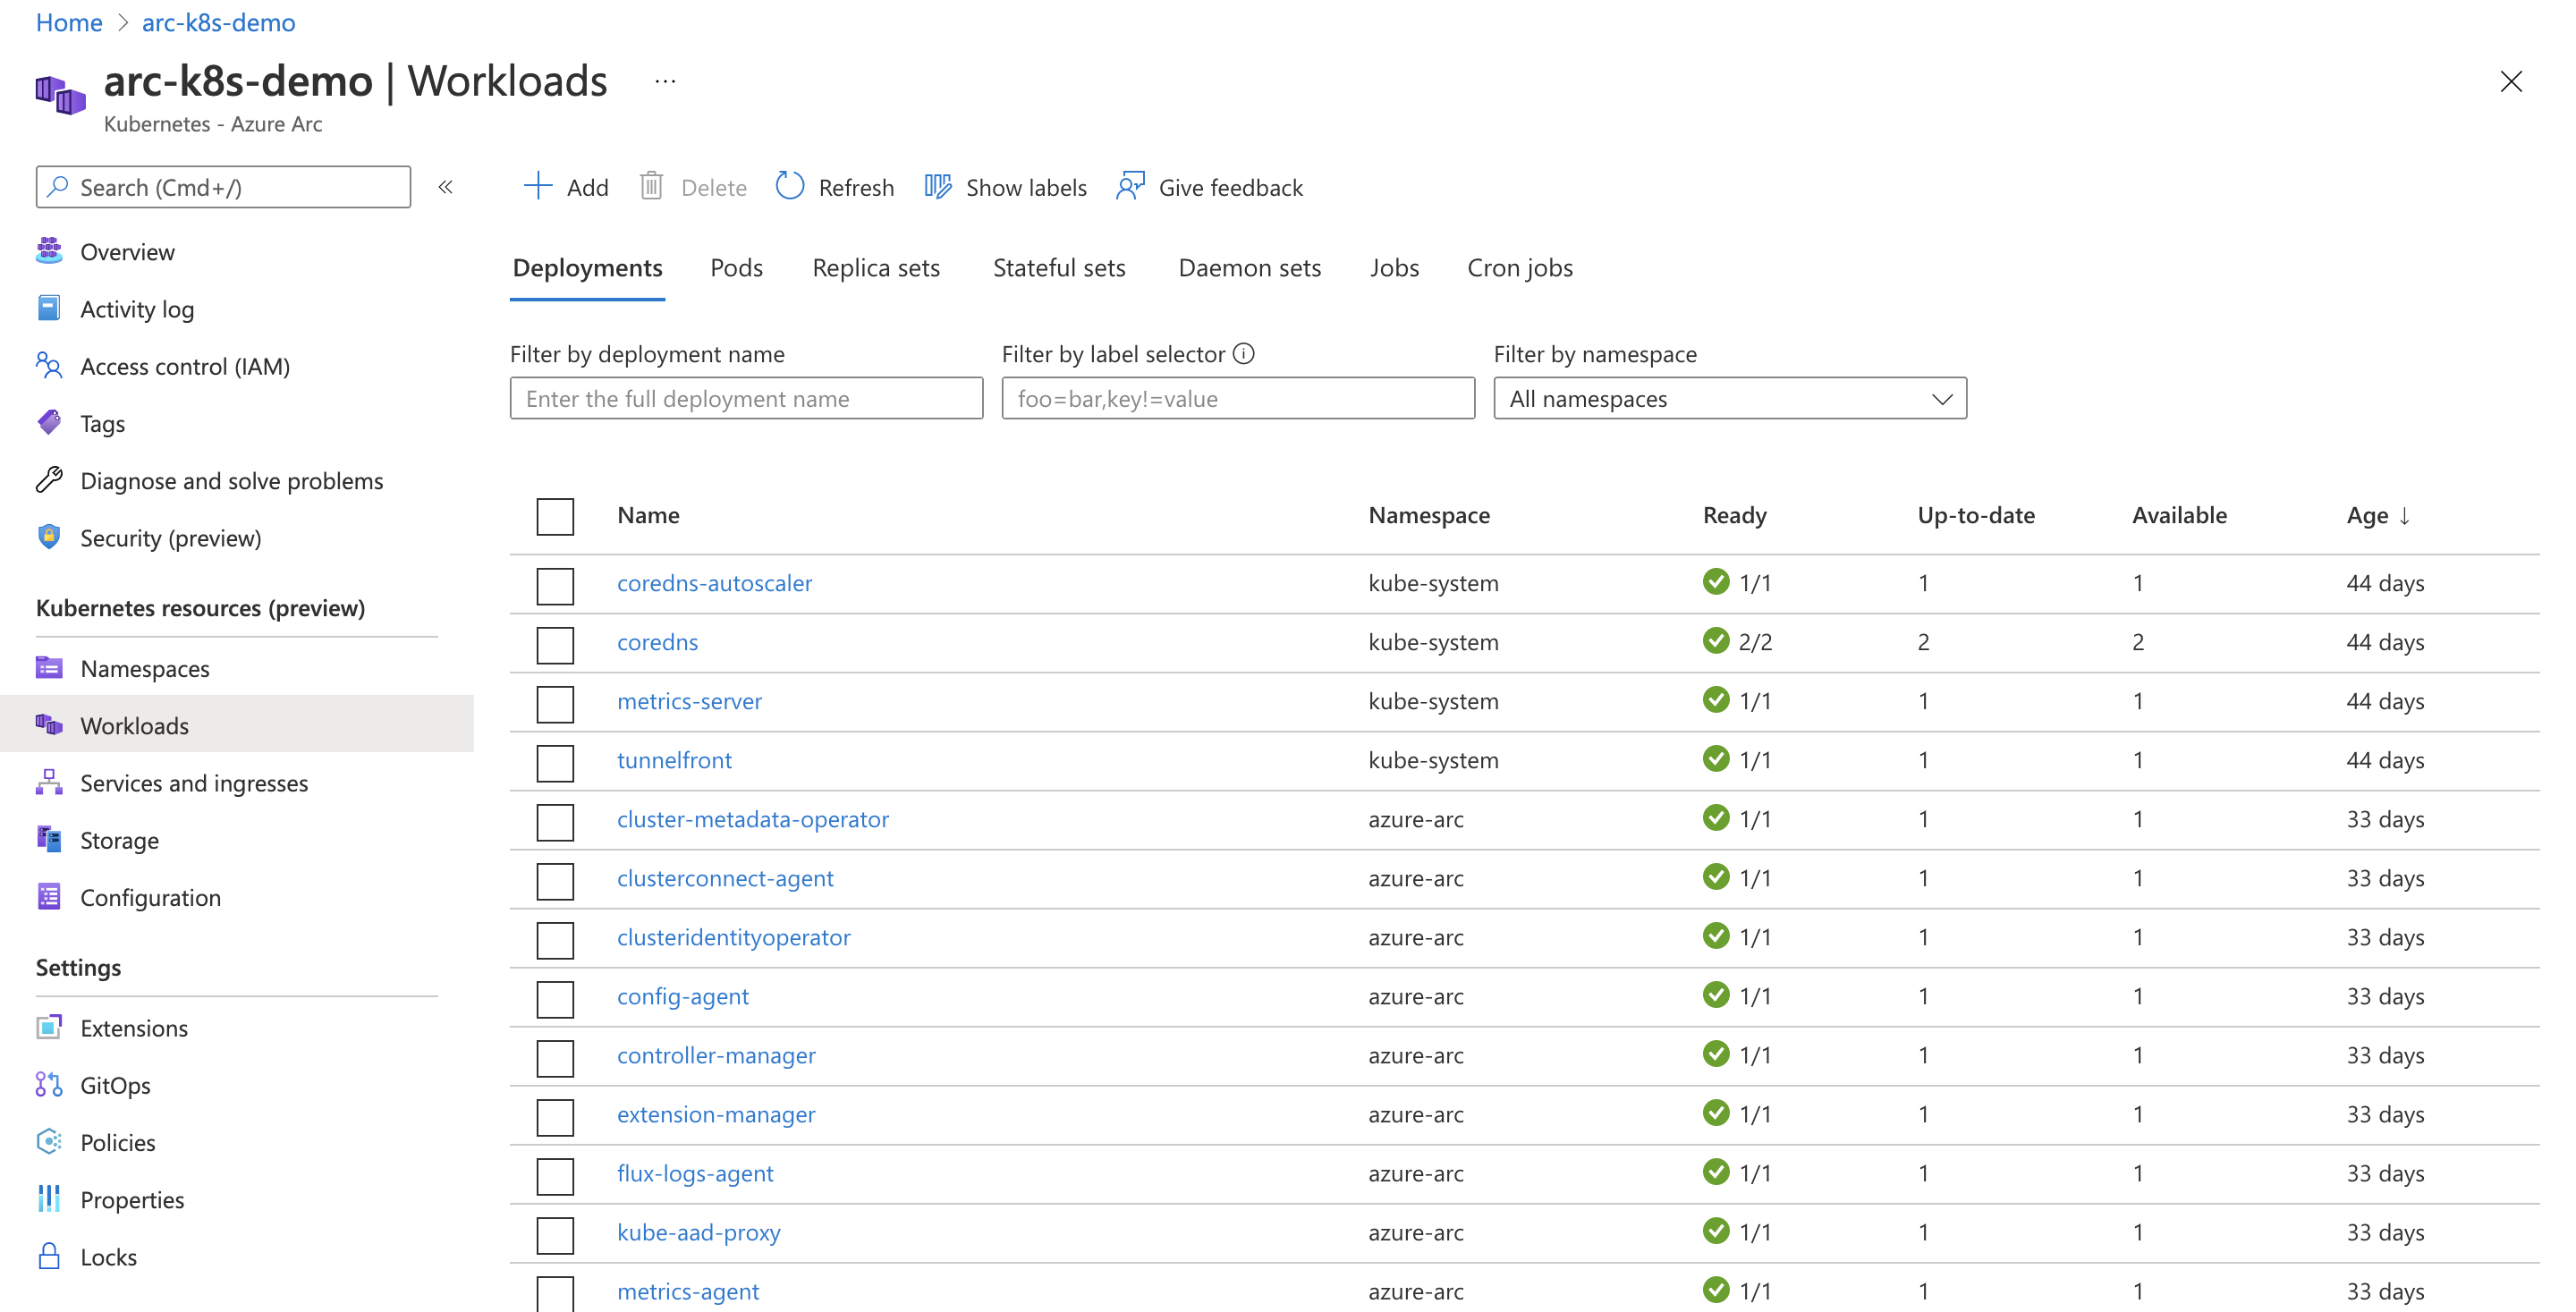 Home > arc-k8s-demo
arc-k8s-demo | Workloads ...
Kubernetes - Azure Arc
Search (Cmd+/) «
Add Delete Refresh Show labels Give feedback
Overview
Activity log
Access control (IAM)
Tags
Diagnose and solve problems
Security (preview)
Kubernetes resources (preview)
Namespaces
Workloads
Services and ingresses
Storage
Configuration
Settings
Extensions
GitOps
Policies
Properties
Locks
Deployments Pods Replica sets Stateful sets Daemon sets Jobs Cron jobs
Filter by deployment name Filter by label selector Filter by namespace
Enter the full deployment name foo=bar,key!=value All namespaces
Name Namespace Ready Up-to-date Available Age ↓
coredns-autoscaler kube-system 1/1 1 1 44 days
coredns kube-system 2/2 2 2 44 days
metrics-server kube-system 1/1 1 1 44 days
tunnelfront kube-system 1/1 1 1 44 days
cluster-metadata-operator azure-arc 1/1 1 1 33 days
clusterconnect-agent azure-arc 1/1 1 1 33 days
clusteridentityoperator azure-arc 1/1 1 1 33 days
config-agent azure-arc 1/1 1 1 33 days
controller-manager azure-arc 1/1 1 1 33 days
extension-manager azure-arc 1/1 1 1 33 days
flux-logs-agent azure-arc 1/1 1 1 33 days
kube-aad-proxy azure-arc 1/1 1 1 33 days
metrics-agent azure-arc 1/1 1 1 33 days